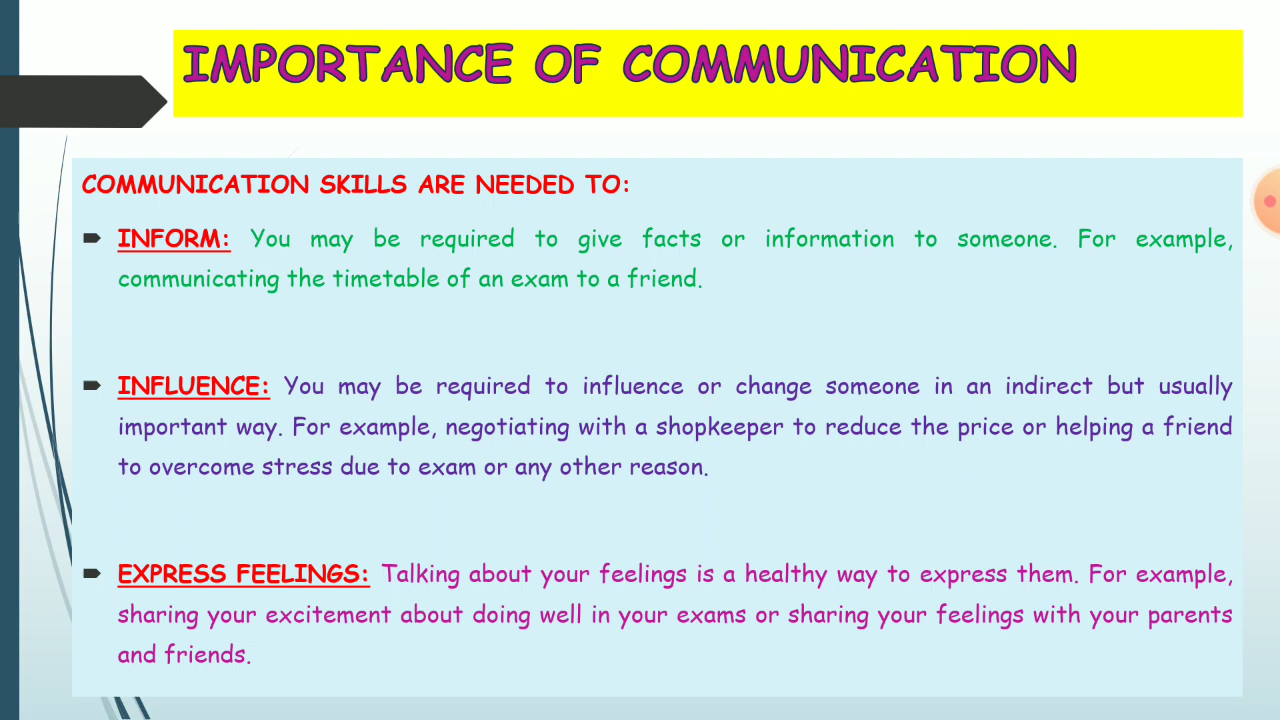 IMPORTANCE OF COMMUNICATION
COMMUNICATION SKILLS ARE NEEDED TO:
INFORM: You may be required to give facts or information to someone. For example,
communicating the timetable of an exam to a friend.
INFLUENCE: You may be required to influence or change someone in an indirect but usually
important way. For example, negotiating with a shopkeeper to reduce the price or helping a friend
to overcome stress due to exam or any other reason.
EXPRESS FEELINGS: Talking about your feelings is a healthy way to express them. For example,
sharing your excitement about doing well in your exams or sharing your feelings with your parents
and friends.